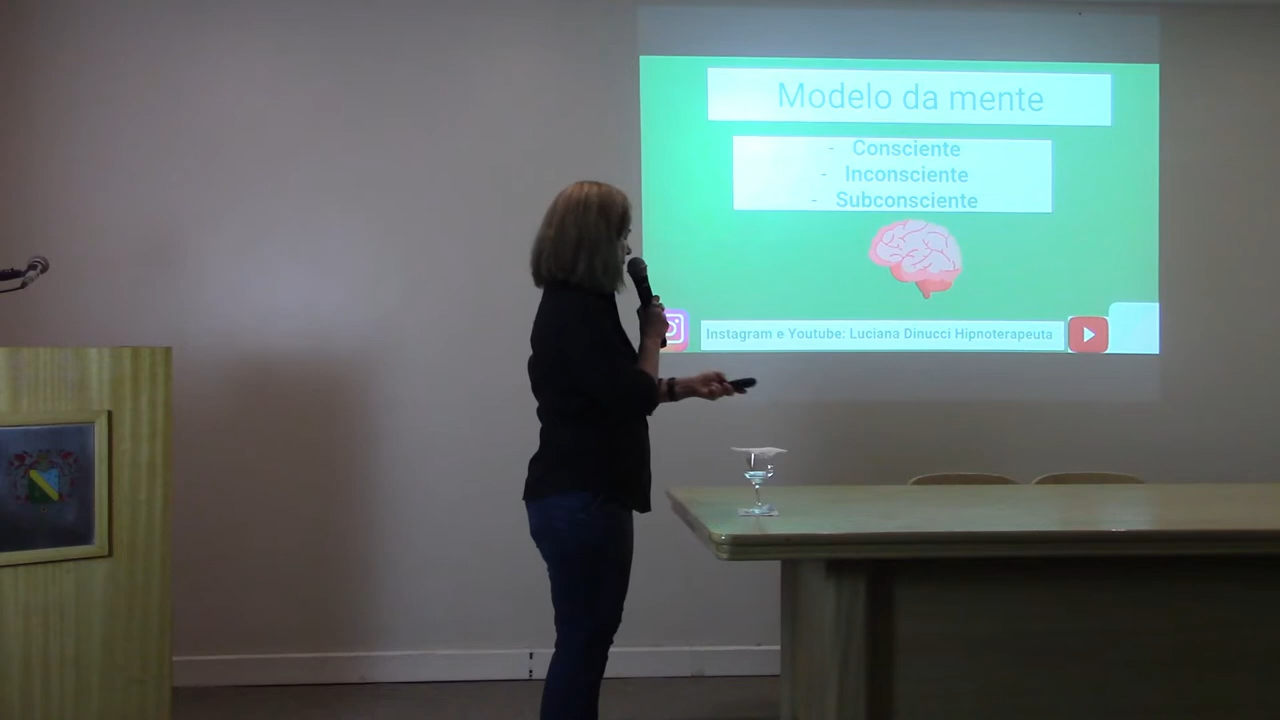 Modelo da mente
- Consciente
- Inconsciente
- Subconsciente
Instagram e Youtube: Luciana Dinucci Hipnoterapeuta